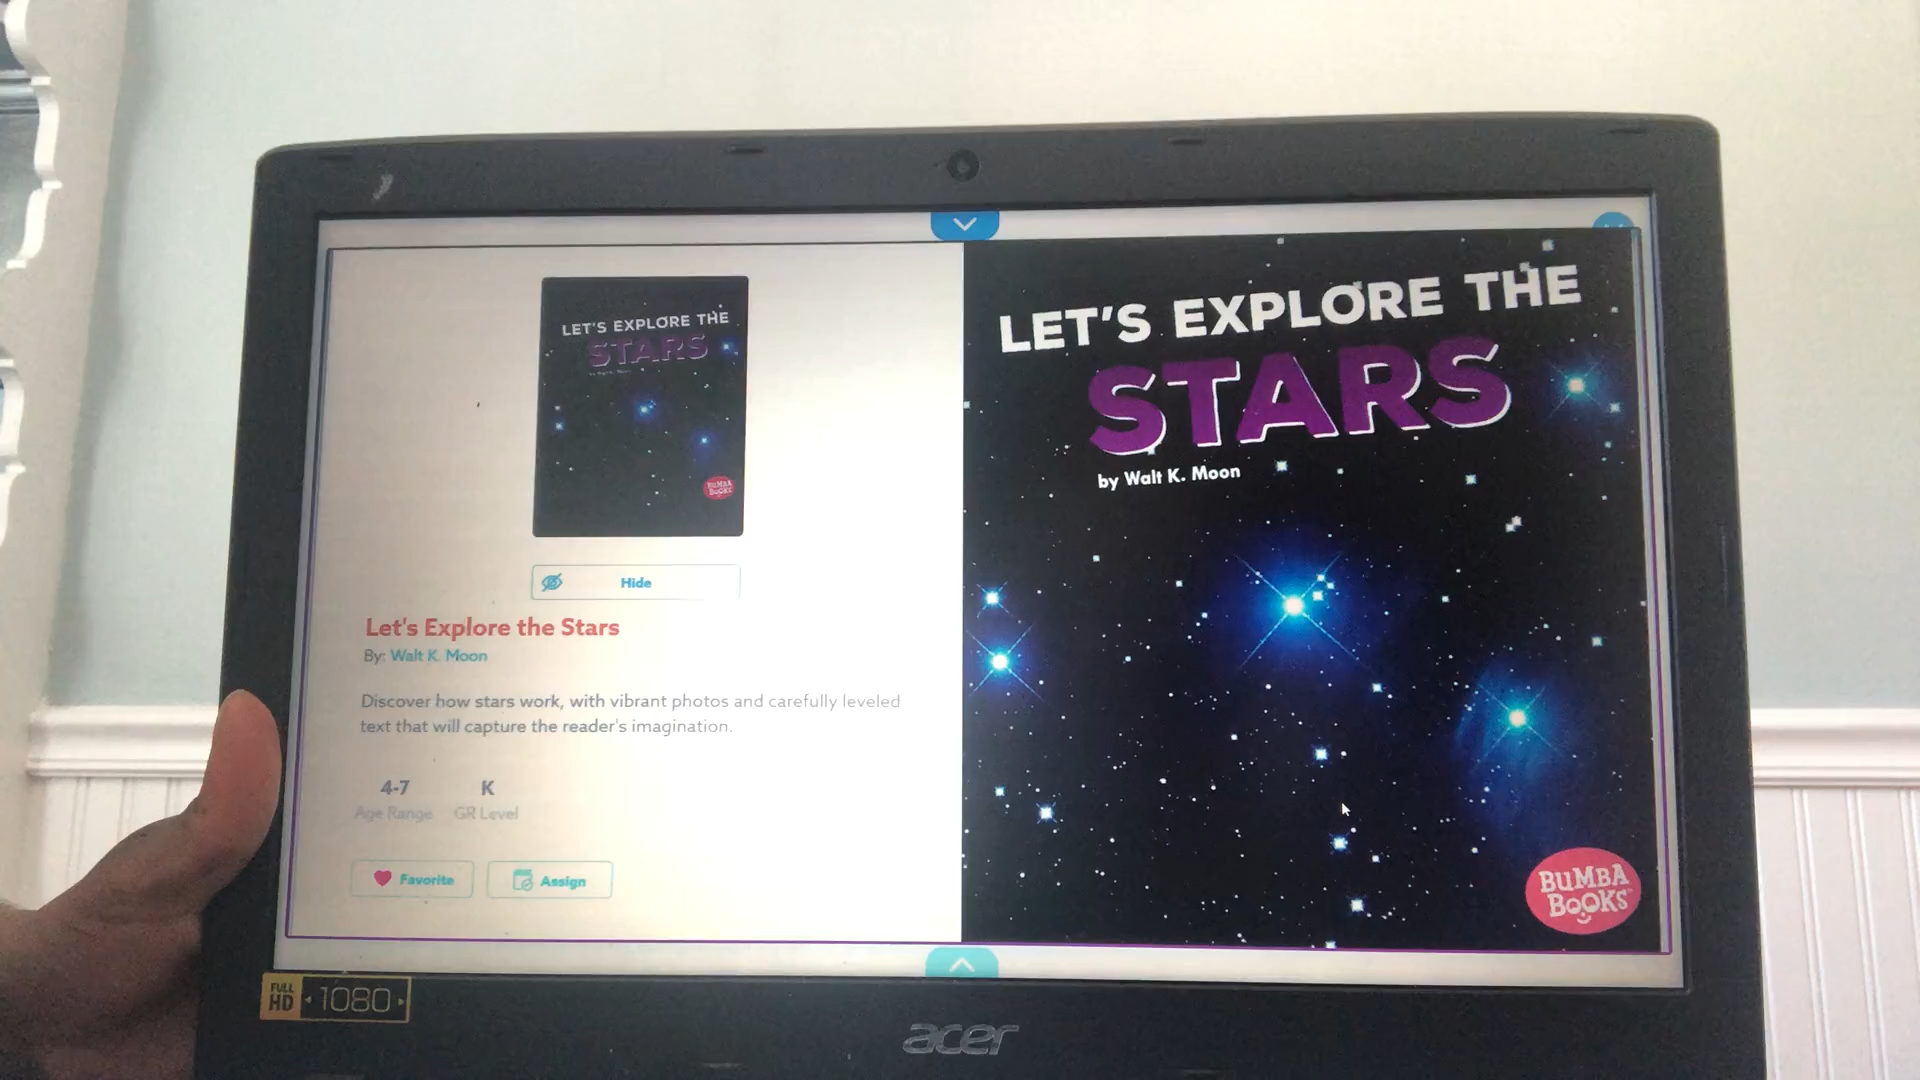 LET'S EXPLORE THE
STARS
BUMBA
BOOKS
Hide
Let's Explore the Stars
By: Walt K. Moon
Discover how stars work, with vibrant photos and carefully leveled
text that will capture the reader's imagination.
4-7 K
Age Range GR Level
Favorite Assign
LET'S EXPLORE THE
STARS
by Walt K. Moon
BUMBA
BOOKS
FULL
HD 1080
acer